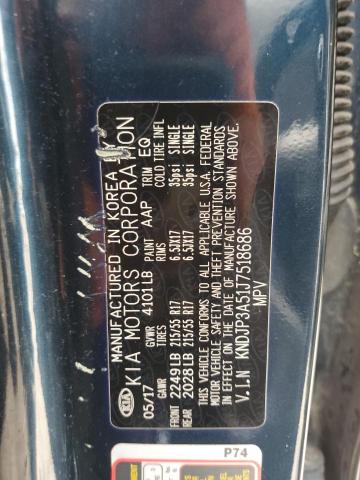 MANUFACTURED IN KOREA BY
KIA KIA MOTORS CORPORATION
05/17 GVWR 4101LB PAINT AAP TRIM EQ
GAWR TIRES RIMS COLD TIRE INFL
FRONT 2249LB 215/55 R17 6.5JX17 35psi SINGLE
REAR 2028LB 215/55 R17 6.5JX17 35psi SINGLE
THIS VEHICLE CONFORMS TO ALL APPLICABLE U.S.A. FEDERAL
MOTOR VEHICLE SAFETY AND THEFT PREVENTION STANDARDS
IN EFFECT ON THE DATE OF MANUFACTURE SHOWN ABOVE.
V.I.N KNDJP3A51J7518686
MPV
P74